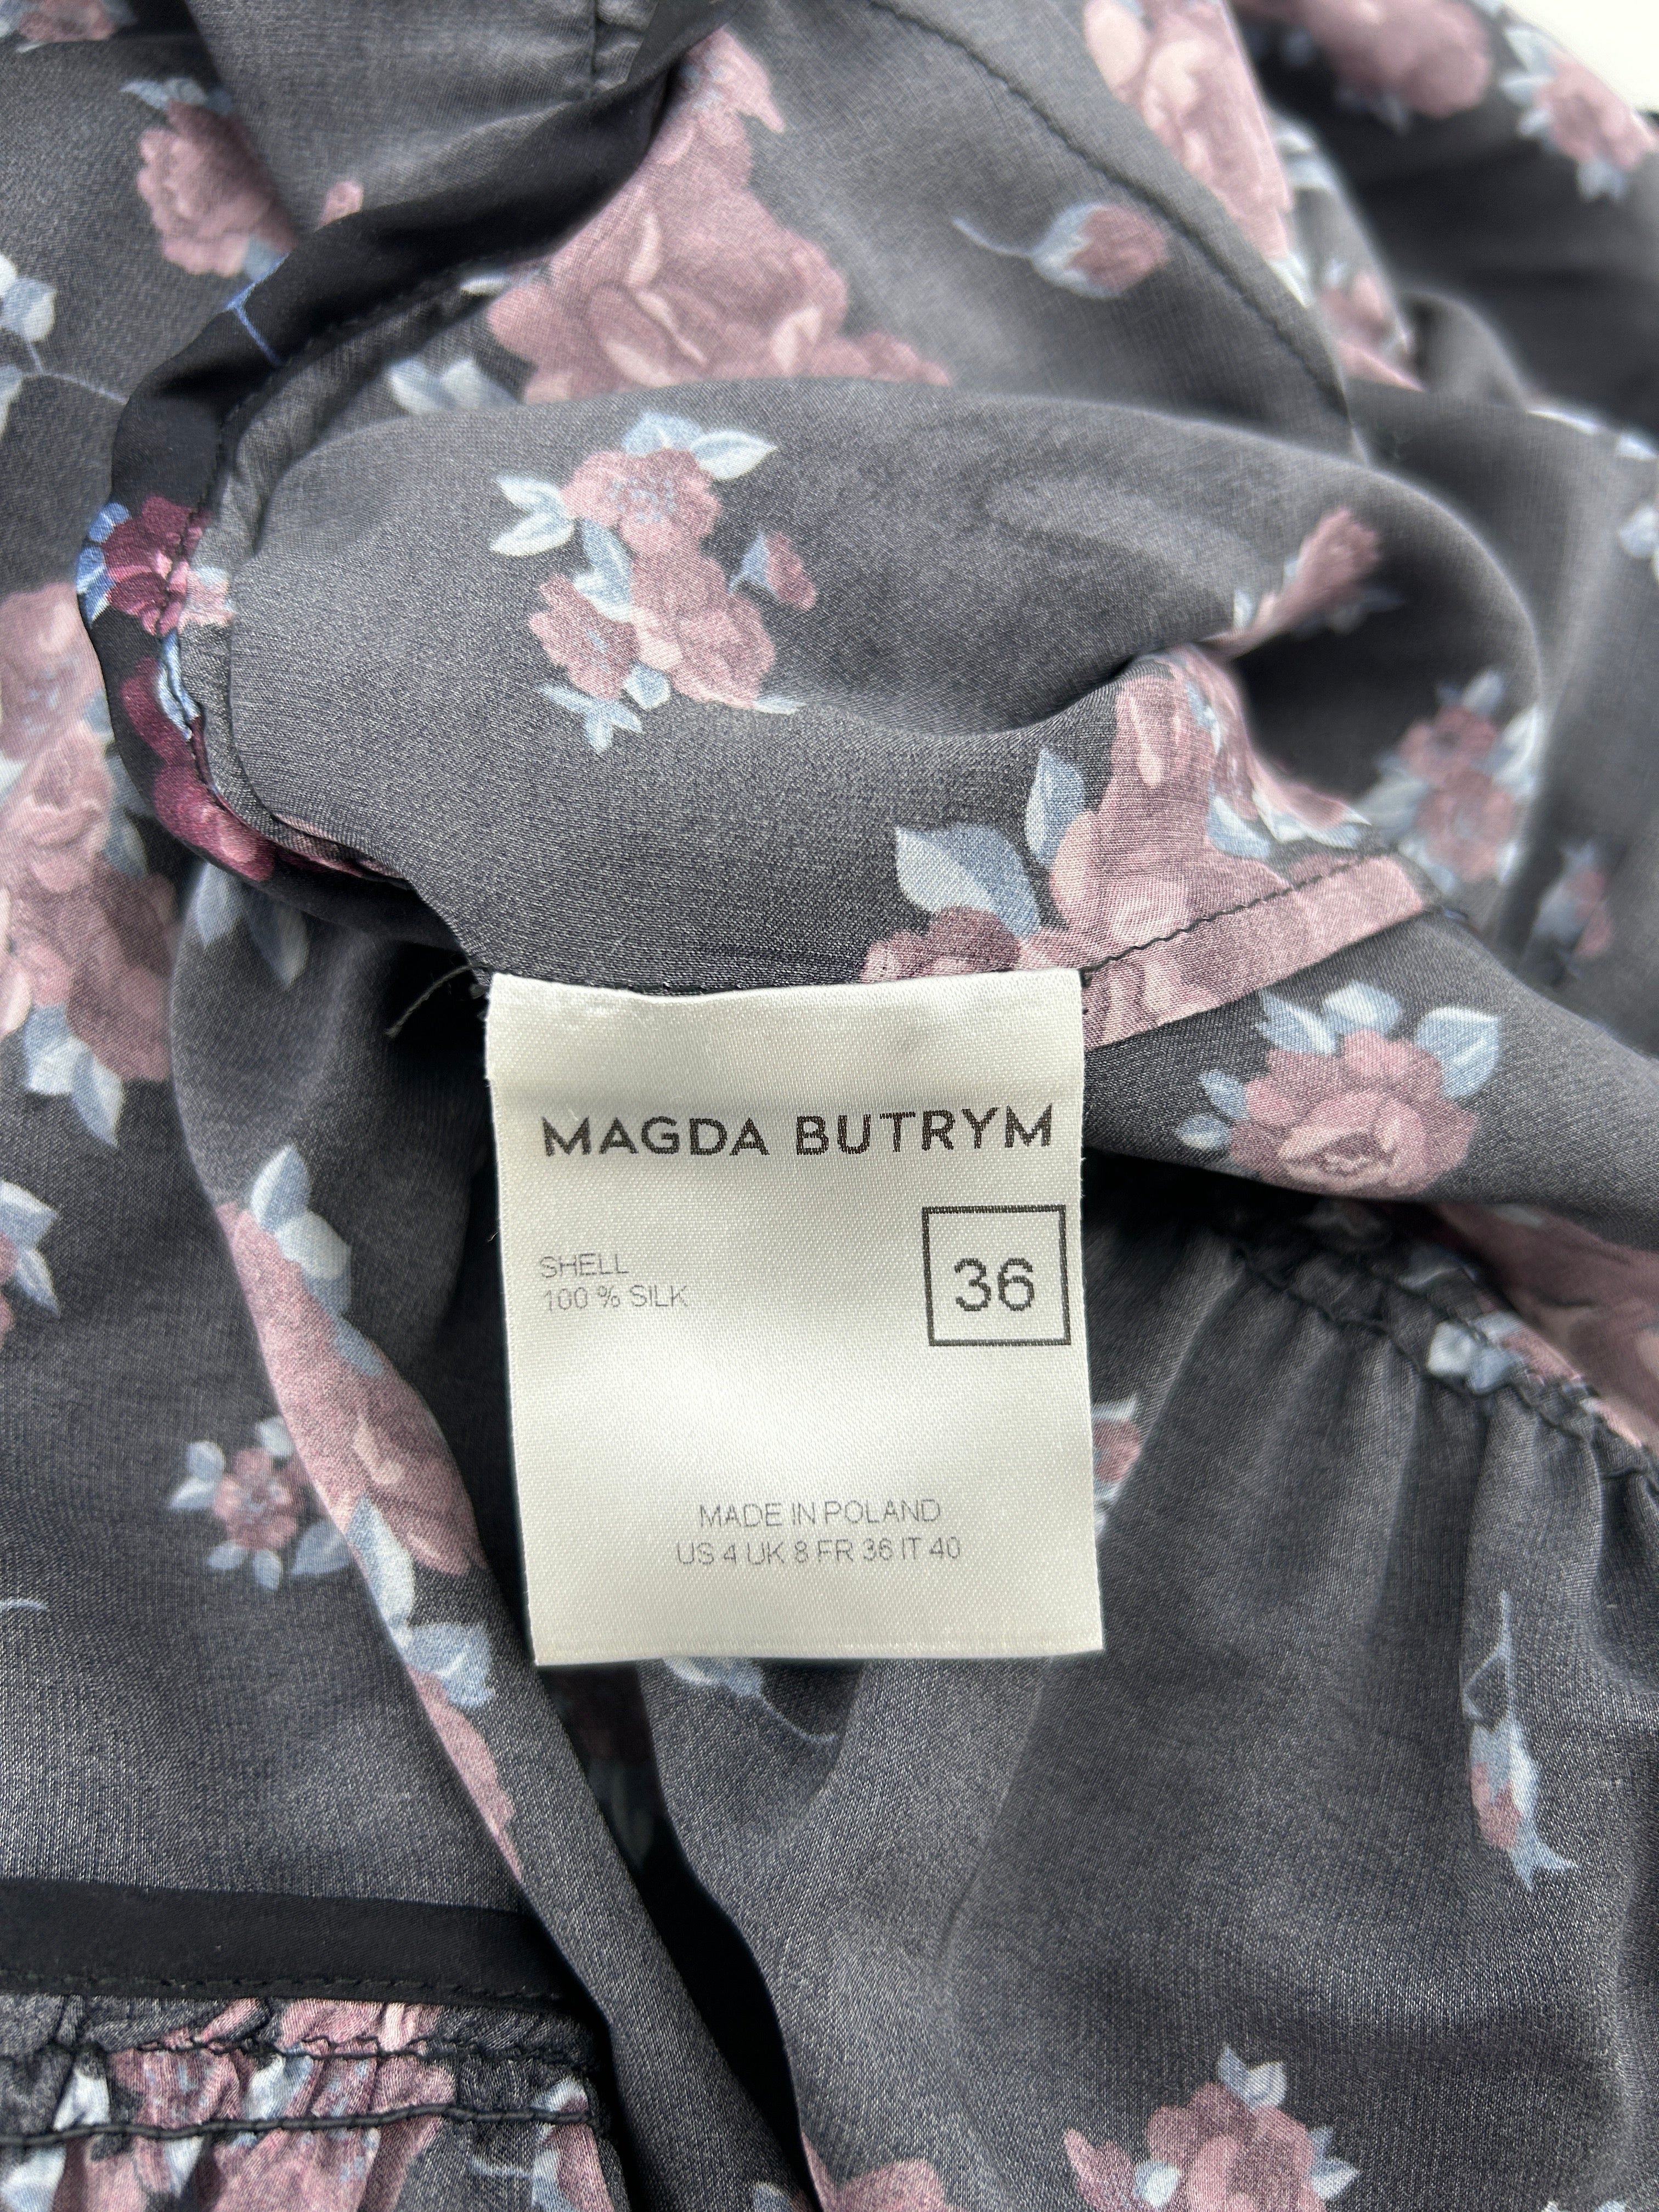 MAGDA BUTRYM
36
SHELL
100 % SILK
MADE IN POLAND
US 4 UK 8 FR 36 IT 40